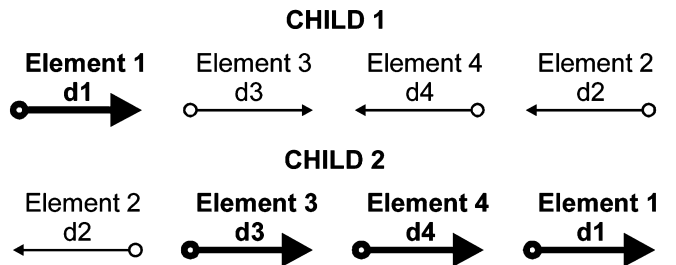 CHILD 1
Element 1 Element 3 Element 4 Element 2
d1 d3 d4 d2
CHILD 2
Element 2 Element 3 Element 4 Element 1
d2 d3 d4 d1